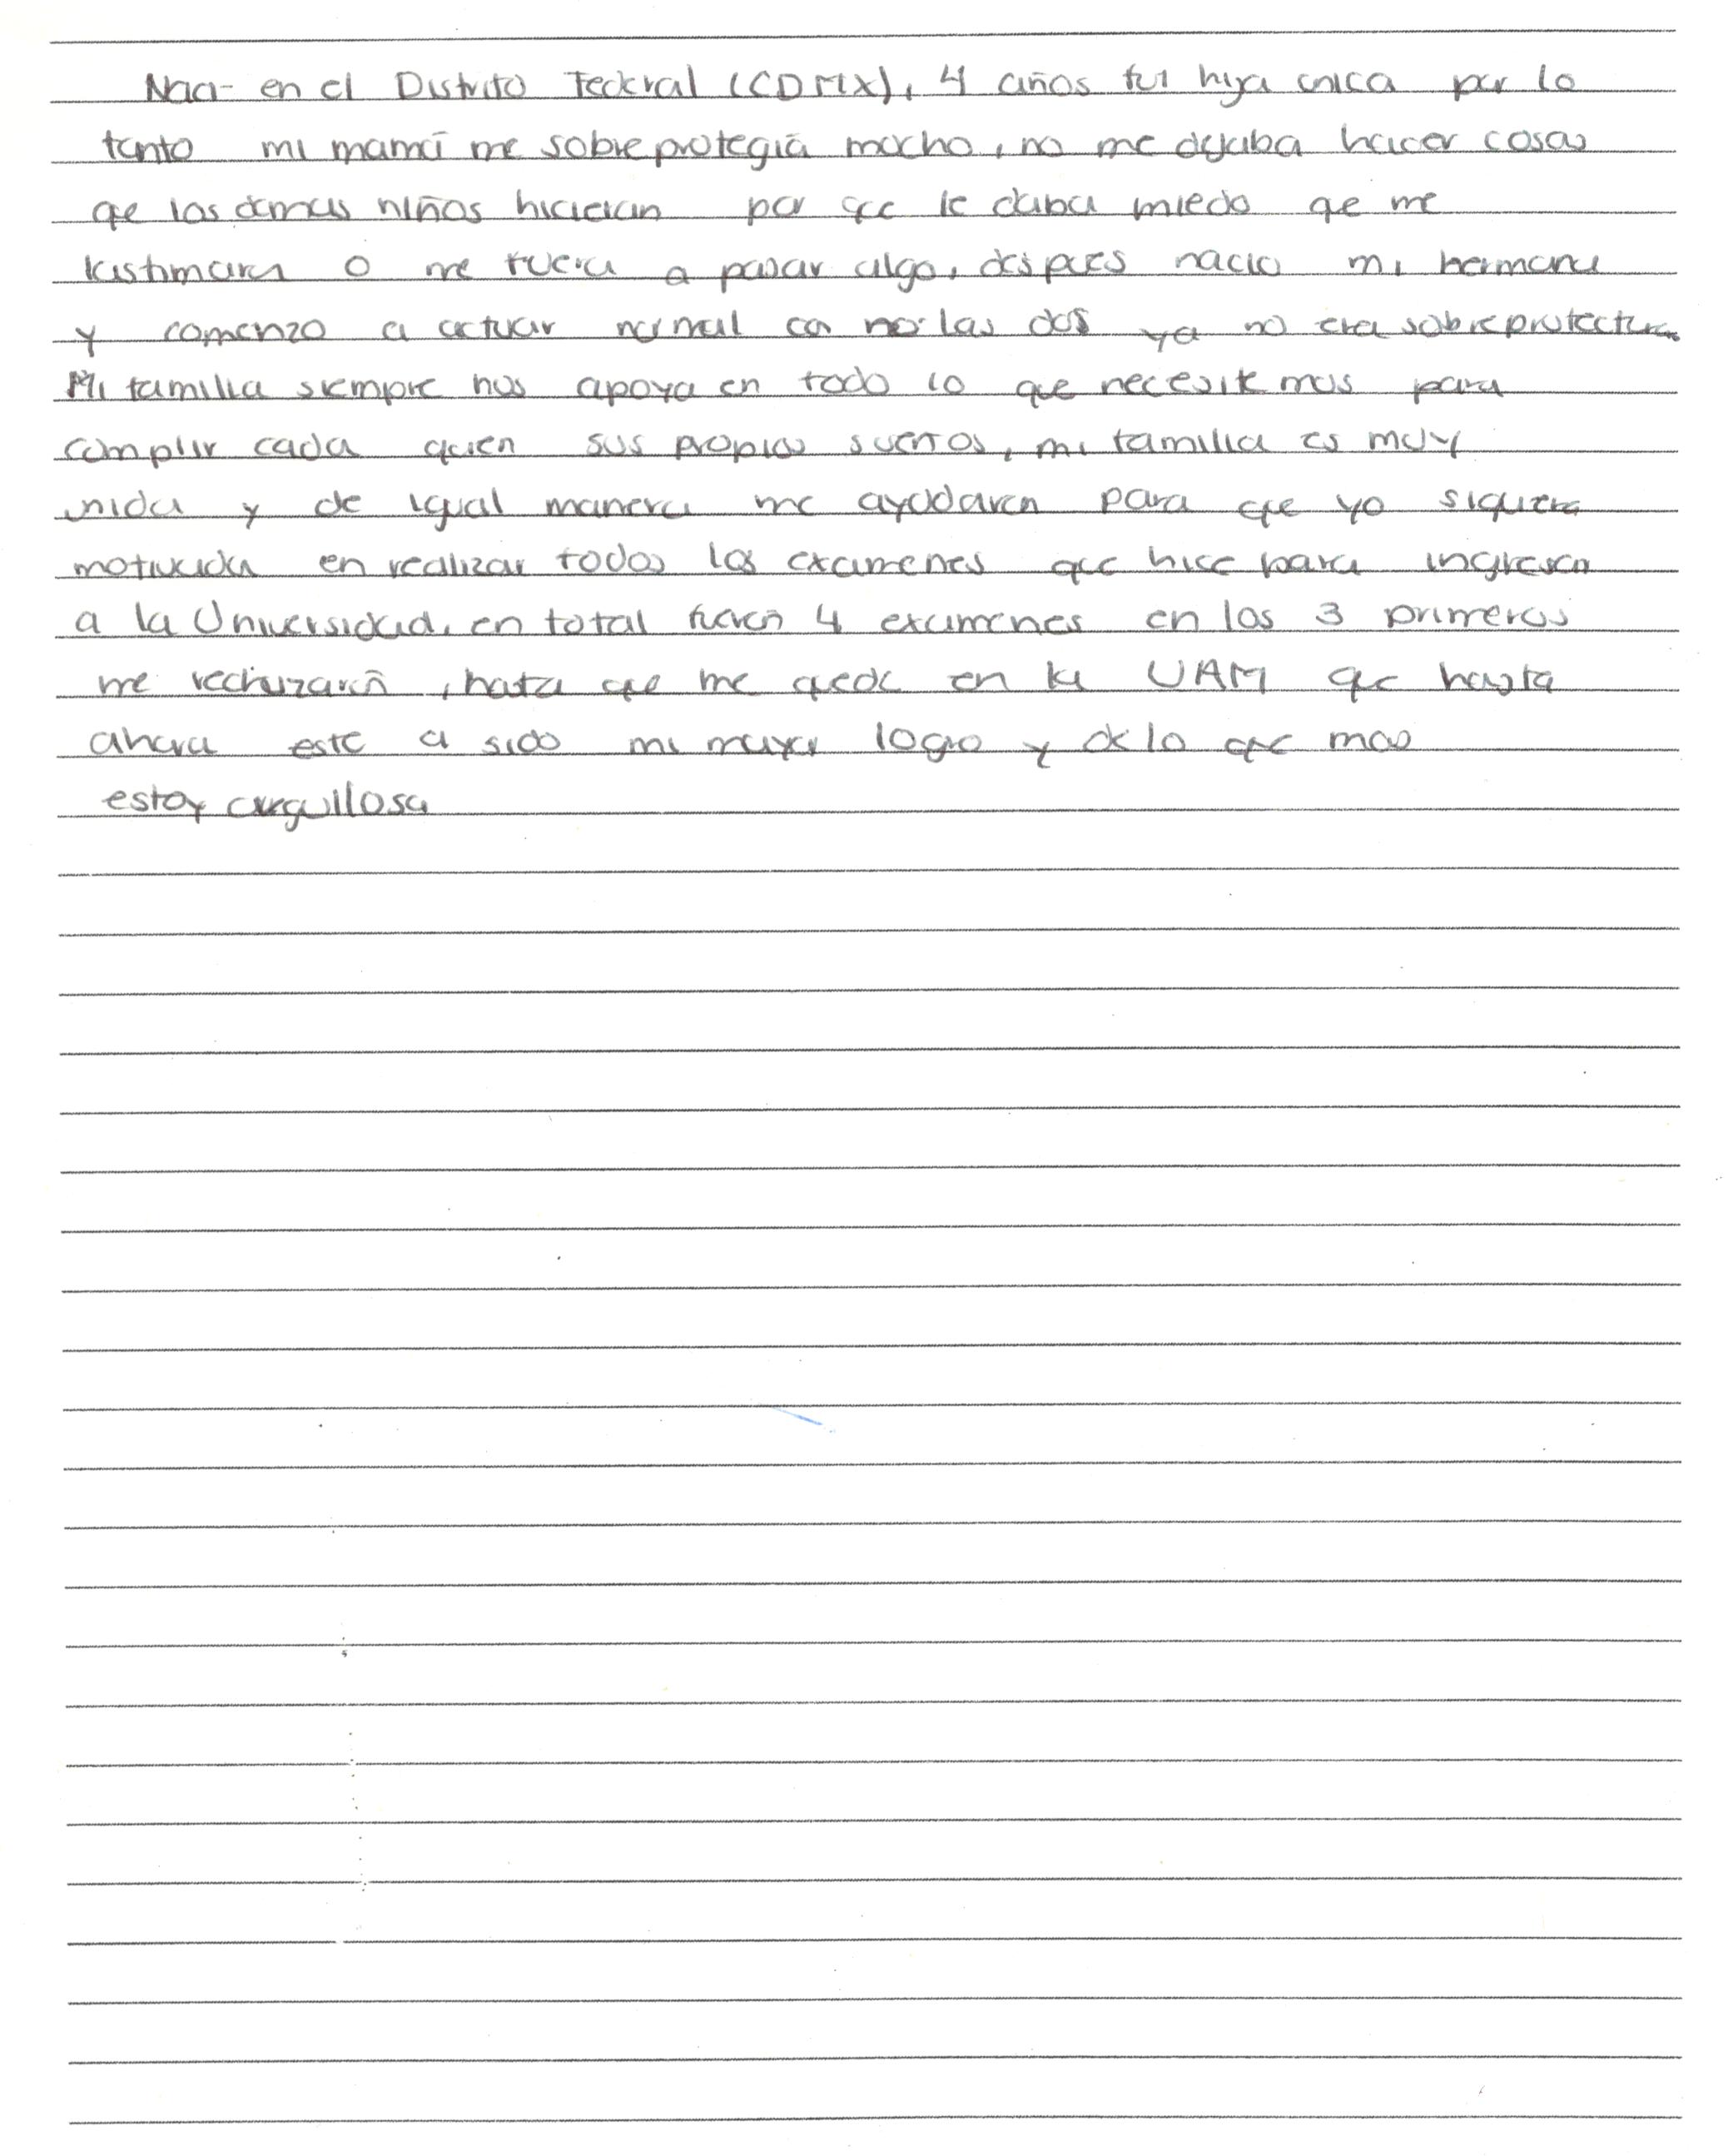 Naci en el Distrito Federal (CDMX), 4 años fui hija unica por lo
tanto mi mamá me sobreprotegía mucho, no me dejaba hacer cosas
que los demas niños hicieran por que le daba miedo que me
lastimara o me fuera a pasar algo, despues nacio mi hermana
y comenzo a actuar normal con las dos ya no era sobreprotectora
Mi familia siempre nos apoya en todo lo que necesitemos para
cumplir cada quien sus propios sueños, mi familia es muy
unida y de igual manera me ayudaron para que yo siguiera
motivada en realizar todos los examenes que hice para ingresar
a la Universidad, en total fueron 4 examenes en los 3 primeros
me rechazaron, hata que me quede en la UAM que hasta
ahora este a sido mi mayor logro y de lo que mas
estoy orgullosa